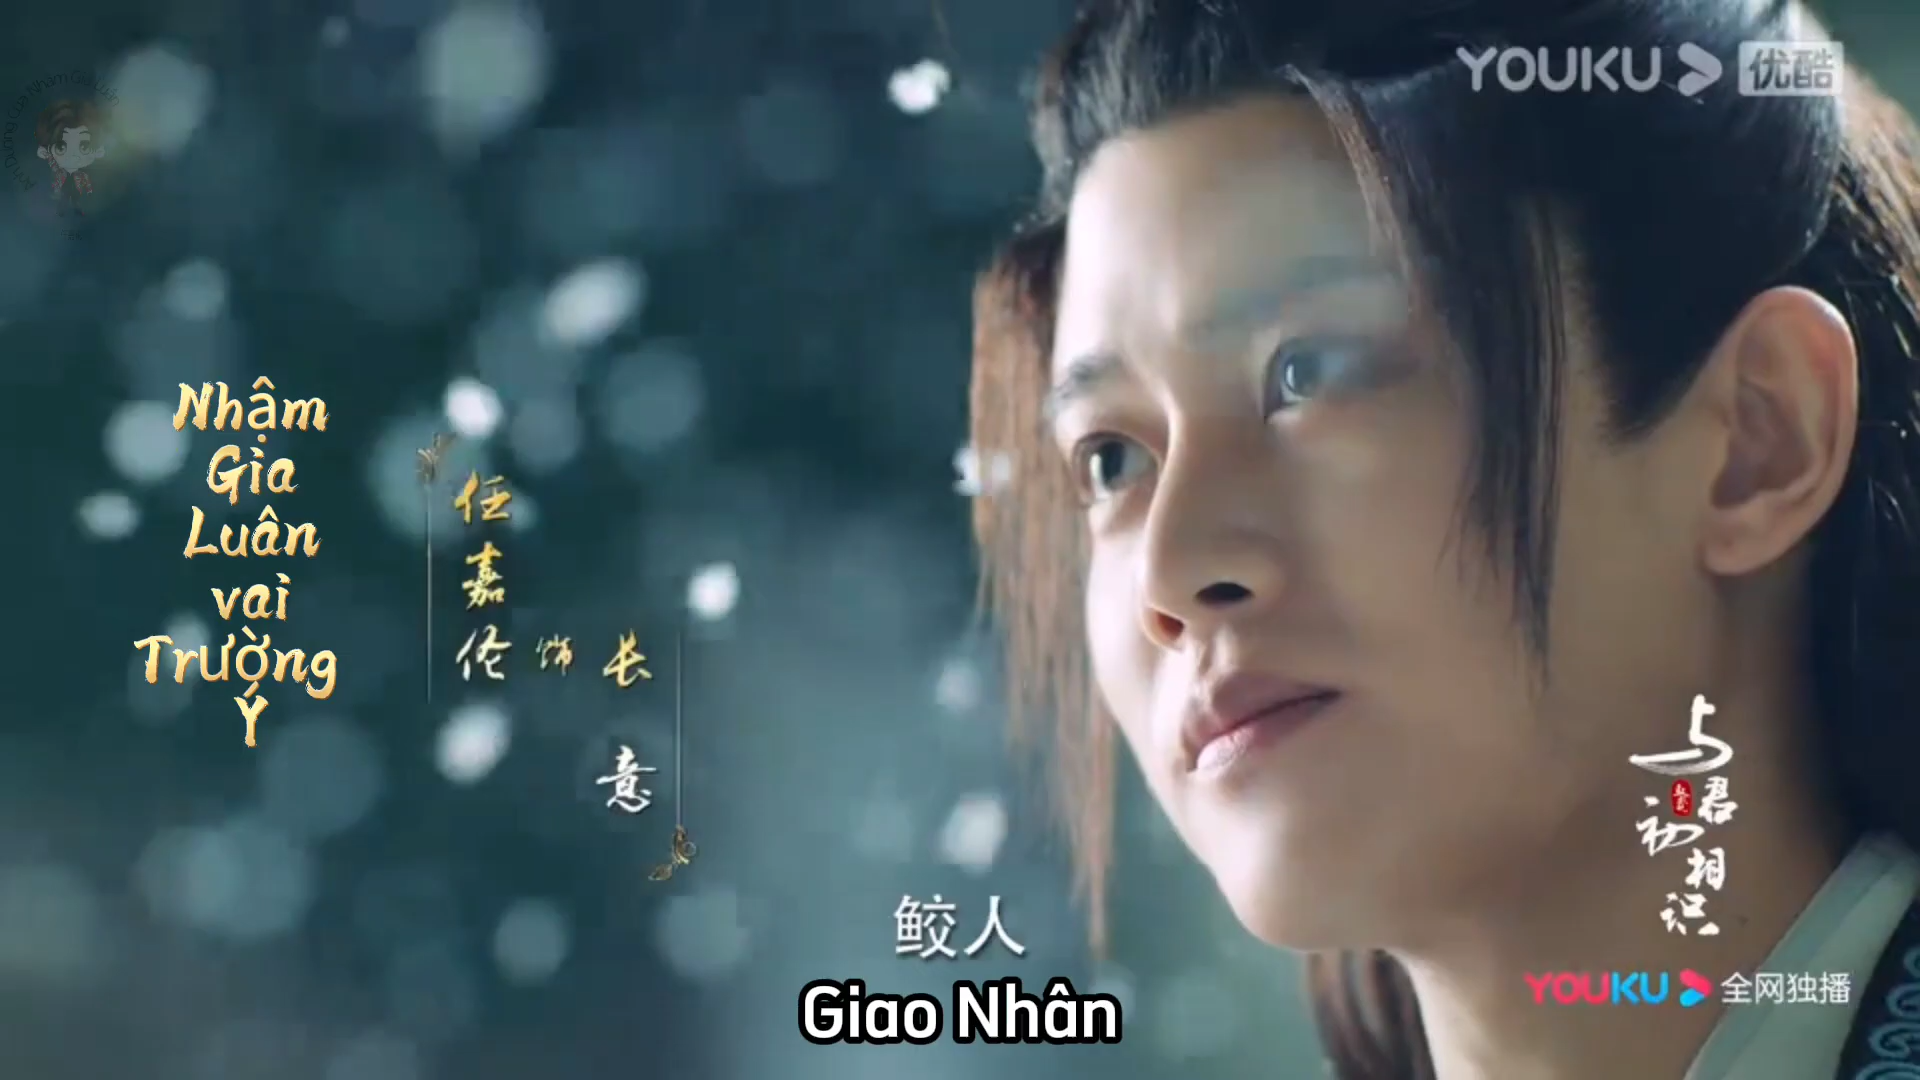 YOUKU 优酷
Nhậm
Gia
Luân
vai
Trường
Ý
任嘉伦
饰
长意
与君初相识
鲛人
Giao Nhân
YOUKU 全网独播